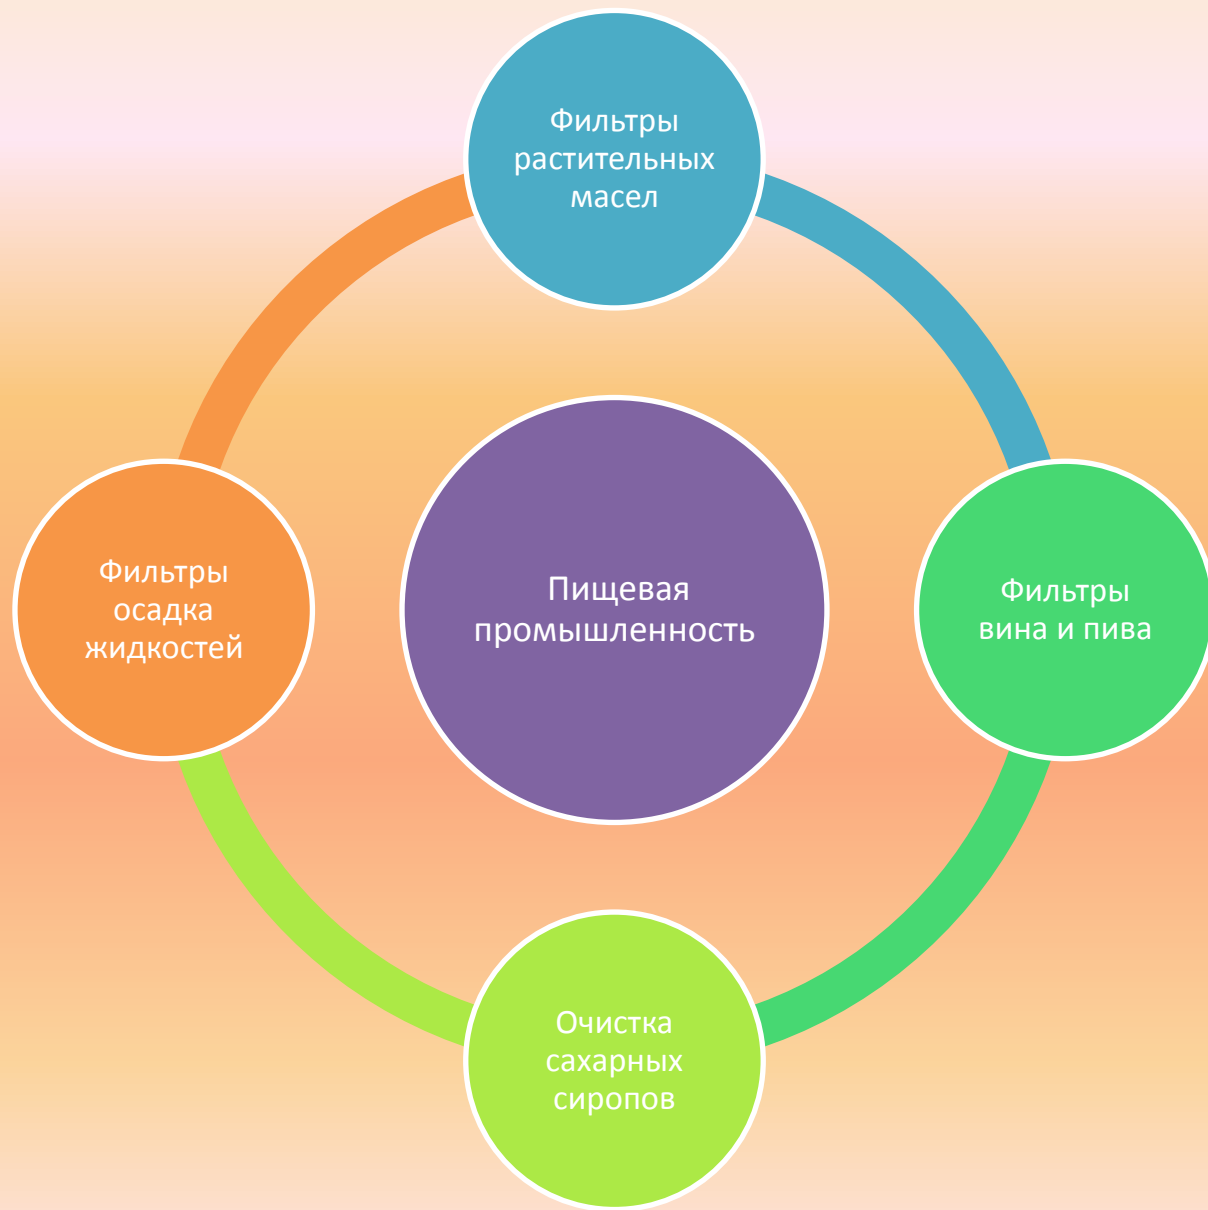 Фильтры
растительных
масел
Фильтры
осадка
жидкостей
Пищевая
промышленность
Фильтры
вина и пива
Очистка
сахарных
сиропов